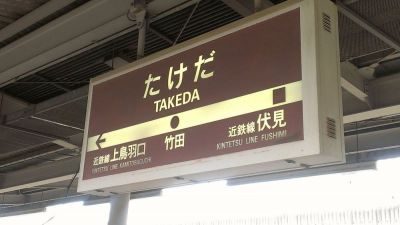 たけだ
TAKEDA
近鉄線 上鳥羽口
KINTETSU LINE KAMITOBAGUCHI
竹田
近鉄線 伏見
KINTETSU LINE FUSHIMI